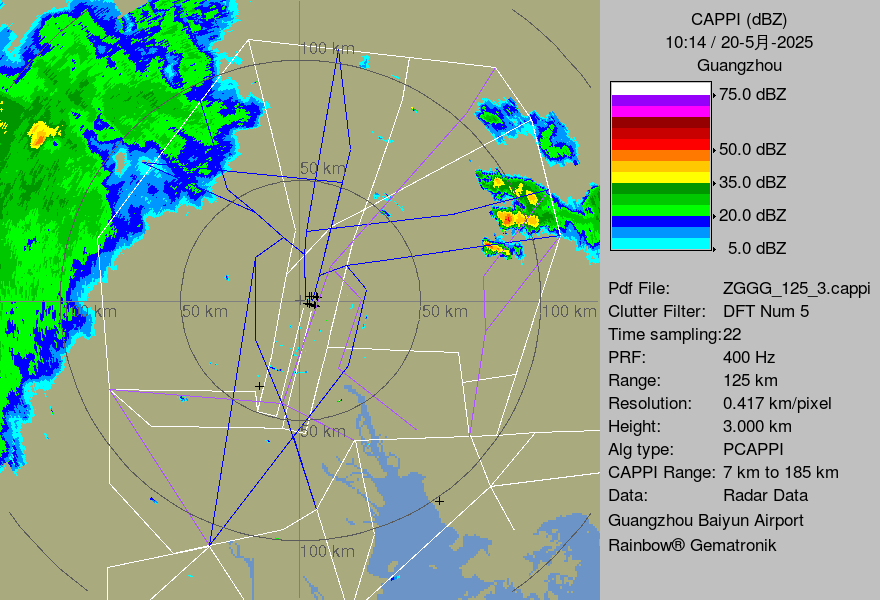 CAPPI (dBZ)
10:14 / 20-5月-2025
Guangzhou
75.0 dBZ
50.0 dBZ
35.0 dBZ
20.0 dBZ
5.0 dBZ
100 km
50 km
100 km 50 km 50 km 100 km
50 km
100 km
Pdf File: ZGGG_125_3.cappi
Clutter Filter: DFT Num 5
Time sampling:22
PRF: 400 Hz
Range: 125 km
Resolution: 0.417 km/pixel
Height: 3.000 km
Alg type: PCAPPI
CAPPI Range: 7 km to 185 km
Data: Radar Data
Guangzhou Baiyun Airport
Rainbow® Gematronik